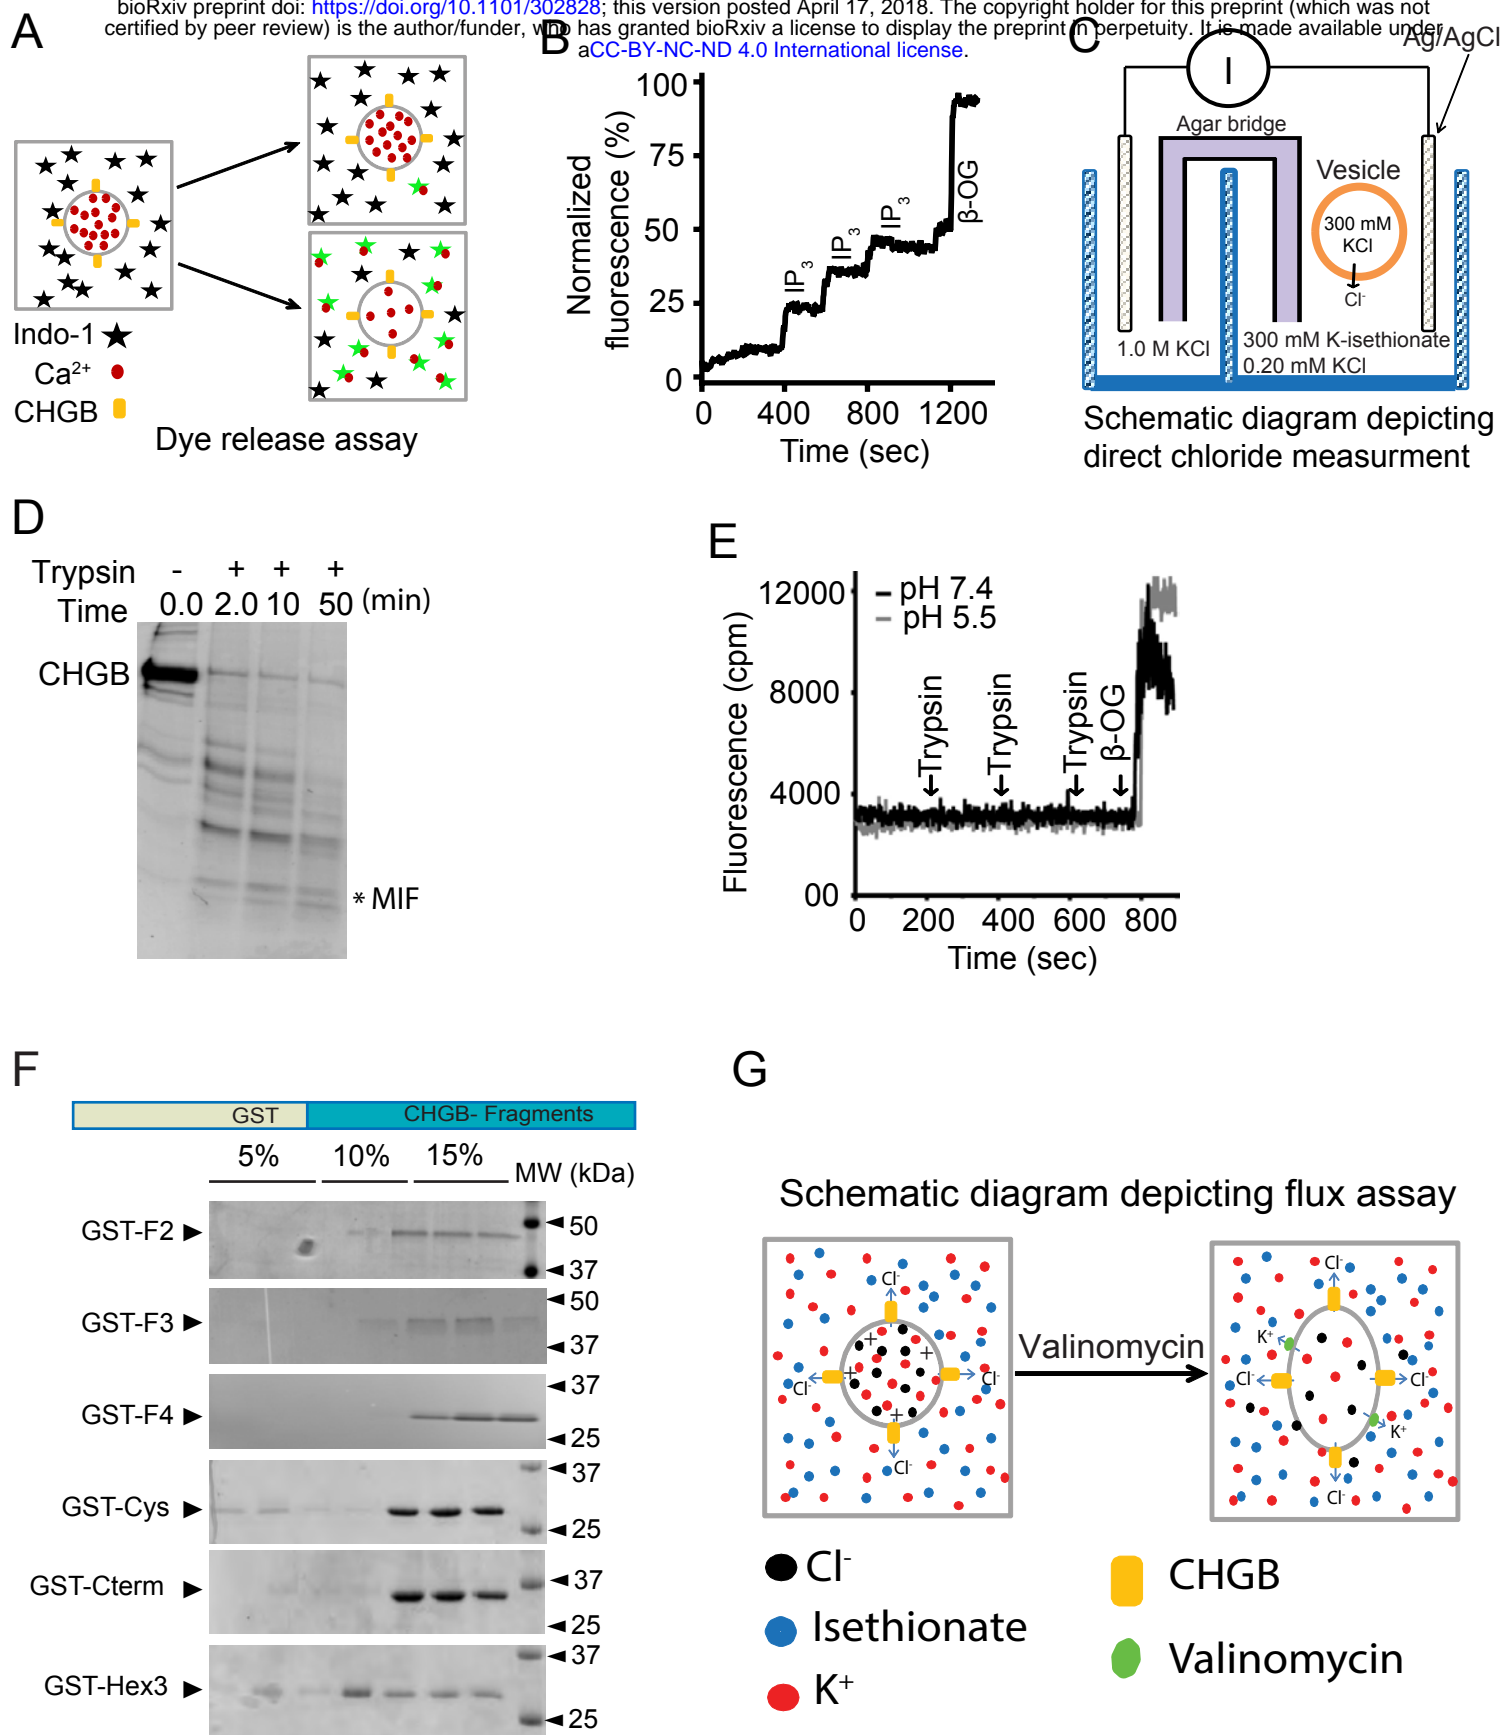 bioRxiv preprint doi: https://doi.org/10.1101/302828; this version posted April 17, 2018. The copyright holder for this preprint (which was not
certified by peer review) is the author/funder, who has granted bioRxiv a license to display the preprint in perpetuity. It is made available under
aCC-BY-NC-ND 4.0 International license.
A
Indo-1
Ca2+
CHGB
Dye release assay
B
Normalized
fluorescence (%)
100
75
50
25
0
IP3
IP3
IP3
β-OG
0 400 800 1200
Time (sec)
C
Ag/AgCl
I
Agar bridge
Vesicle
300 mM
KCl
Cl-
1.0 M KCl
300 mM K-isethionate
0.20 mM KCl
Schematic diagram depicting
direct chloride measurment
D
Trypsin - + + +
Time 0.0 2.0 10 50 (min)
CHGB
* MIF
E
Fluorescence (cpm)
12000
8000
4000
00
pH 7.4
pH 5.5
Trypsin
Trypsin
Trypsin
β-OG
0 200 400 600 800
Time (sec)
F
GST CHGB- Fragments
5% 10% 15% MW (kDa)
GST-F2
50
37
GST-F3
50
37
GST-F4
37
25
GST-Cys
37
25
GST-Cterm
37
25
GST-Hex3
37
25
G
Schematic diagram depicting flux assay
Cl-
+
+
+
+
Cl-
Cl-
Cl-
Valinomycin
Cl-
K+
Cl-
Cl-
K+
Cl-
Cl-
Isethionate
K+
CHGB
Valinomycin